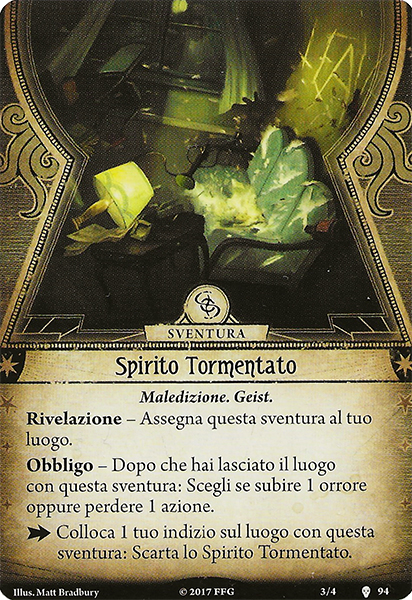 SVENTURA
Spirito Tormentato
Maledizione. Geist.
Rivelazione – Assegna questa sventura al tuo
luogo.
Obbligo – Dopo che hai lasciato il luogo
con questa sventura: Scegli se subire 1 orrore
oppure perdere 1 azione.
Colloca 1 tuo indizio sul luogo con questa
sventura: Scarta lo Spirito Tormentato.
Illus. Matt Bradbury © 2017 FFG 3/4 94